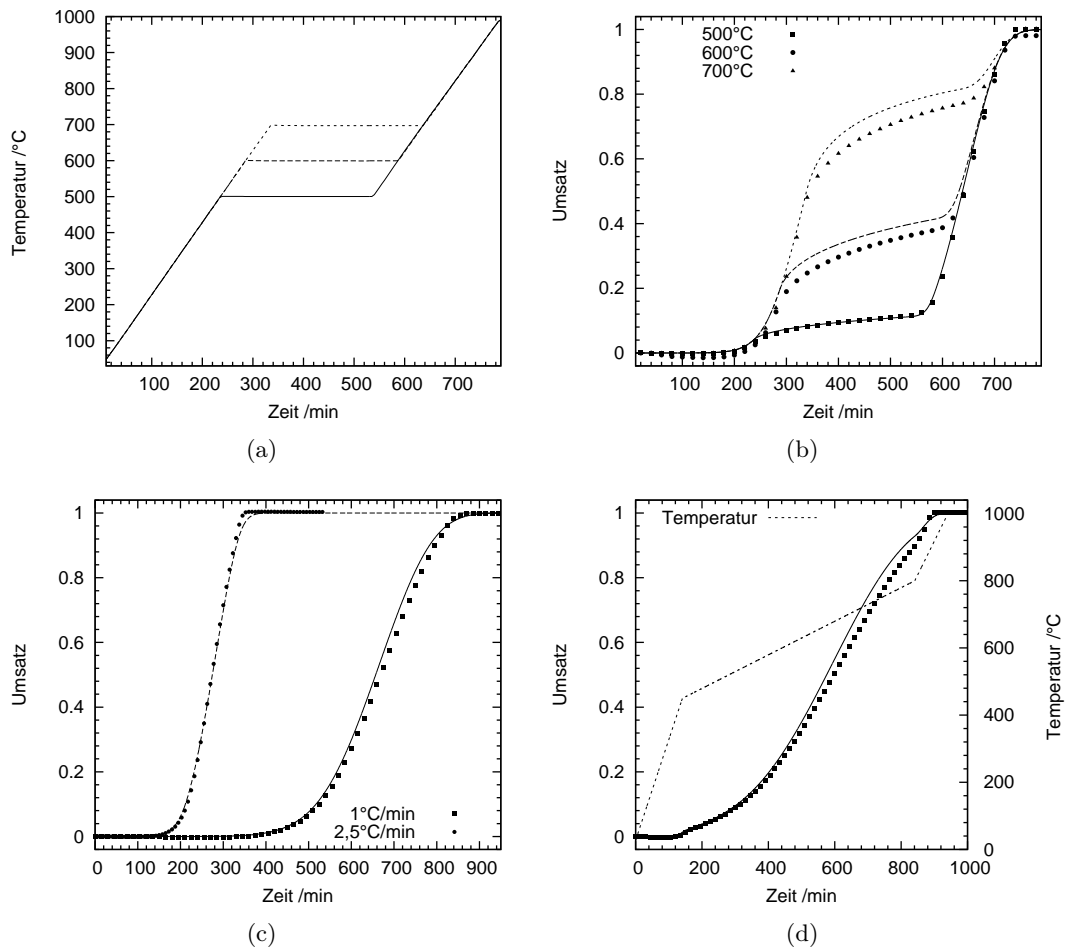 1000
900
800
700
600
500
400
300
200
100
Temperatur /°C
100 200 300 400 500 600 700
Zeit /min
(a)
500°C
600°C
700°C
1
0.8
0.6
0.4
0.2
0
Umsatz
100 200 300 400 500 600 700
Zeit /min
(b)
1
0.8
0.6
0.4
0.2
0
Umsatz
1°C/min
2,5°C/min
0 100 200 300 400 500 600 700 800 900
Zeit /min
(c)
Temperatur
1
0.8
0.6
0.4
0.2
0
Umsatz
1000
800
600
400
200
0
Temperatur /°C
0 200 400 600 800 1000
Zeit /min
(d)